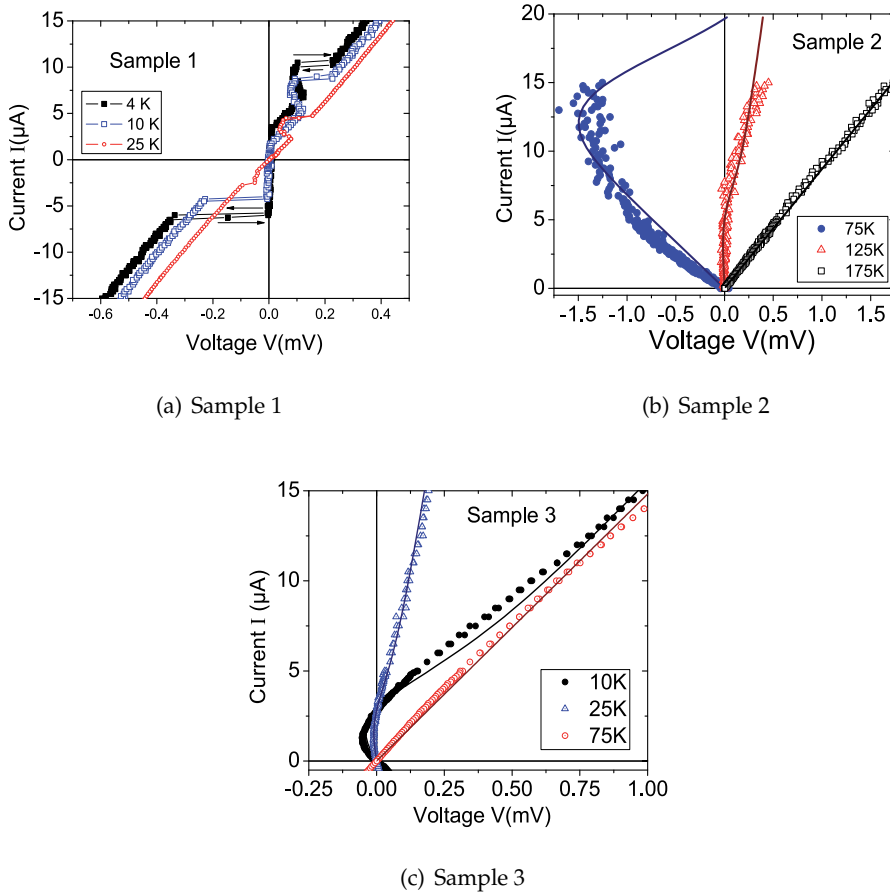 15
10
5
0
-5
-10
-15
-0.6 -0.4 -0.2 0.0 0.2 0.4
Current I(µA)
Voltage V(mV)
Sample 1
4 K
10 K
25 K
20
15
10
5
0
-1.5 -1.0 -0.5 0.0 0.5 1.0 1.5
Current I(µA)
Voltage V(mV)
Sample 2
75K
125K
175K
(a) Sample 1
(b) Sample 2
15
10
5
0
-0.25 0.00 0.25 0.50 0.75 1.00
Current I (µA)
Voltage V(mV)
Sample 3
10K
25K
75K
(c) Sample 3